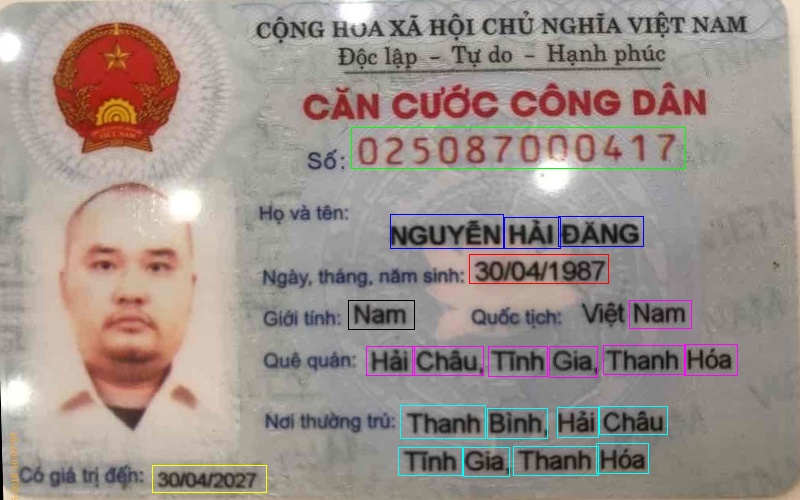 CỘNG HÒA XÃ HỘI CHỦ NGHĨA VIỆT NAM
Độc lập - Tự do - Hạnh phúc
CĂN CƯỚC CÔNG DÂN
Số: 025087000417
Họ và tên:
NGUYỄN HẢI ĐĂNG
Ngày, tháng, năm sinh: 30/04/1987
Giới tính: Nam Quốc tịch: Việt Nam
Quê quán: Hải Châu, Tĩnh Gia, Thanh Hóa
Nơi thường trú: Thanh Bình, Hải Châu
Tĩnh Gia, Thanh Hóa
Có giá trị đến: 30/04/2027